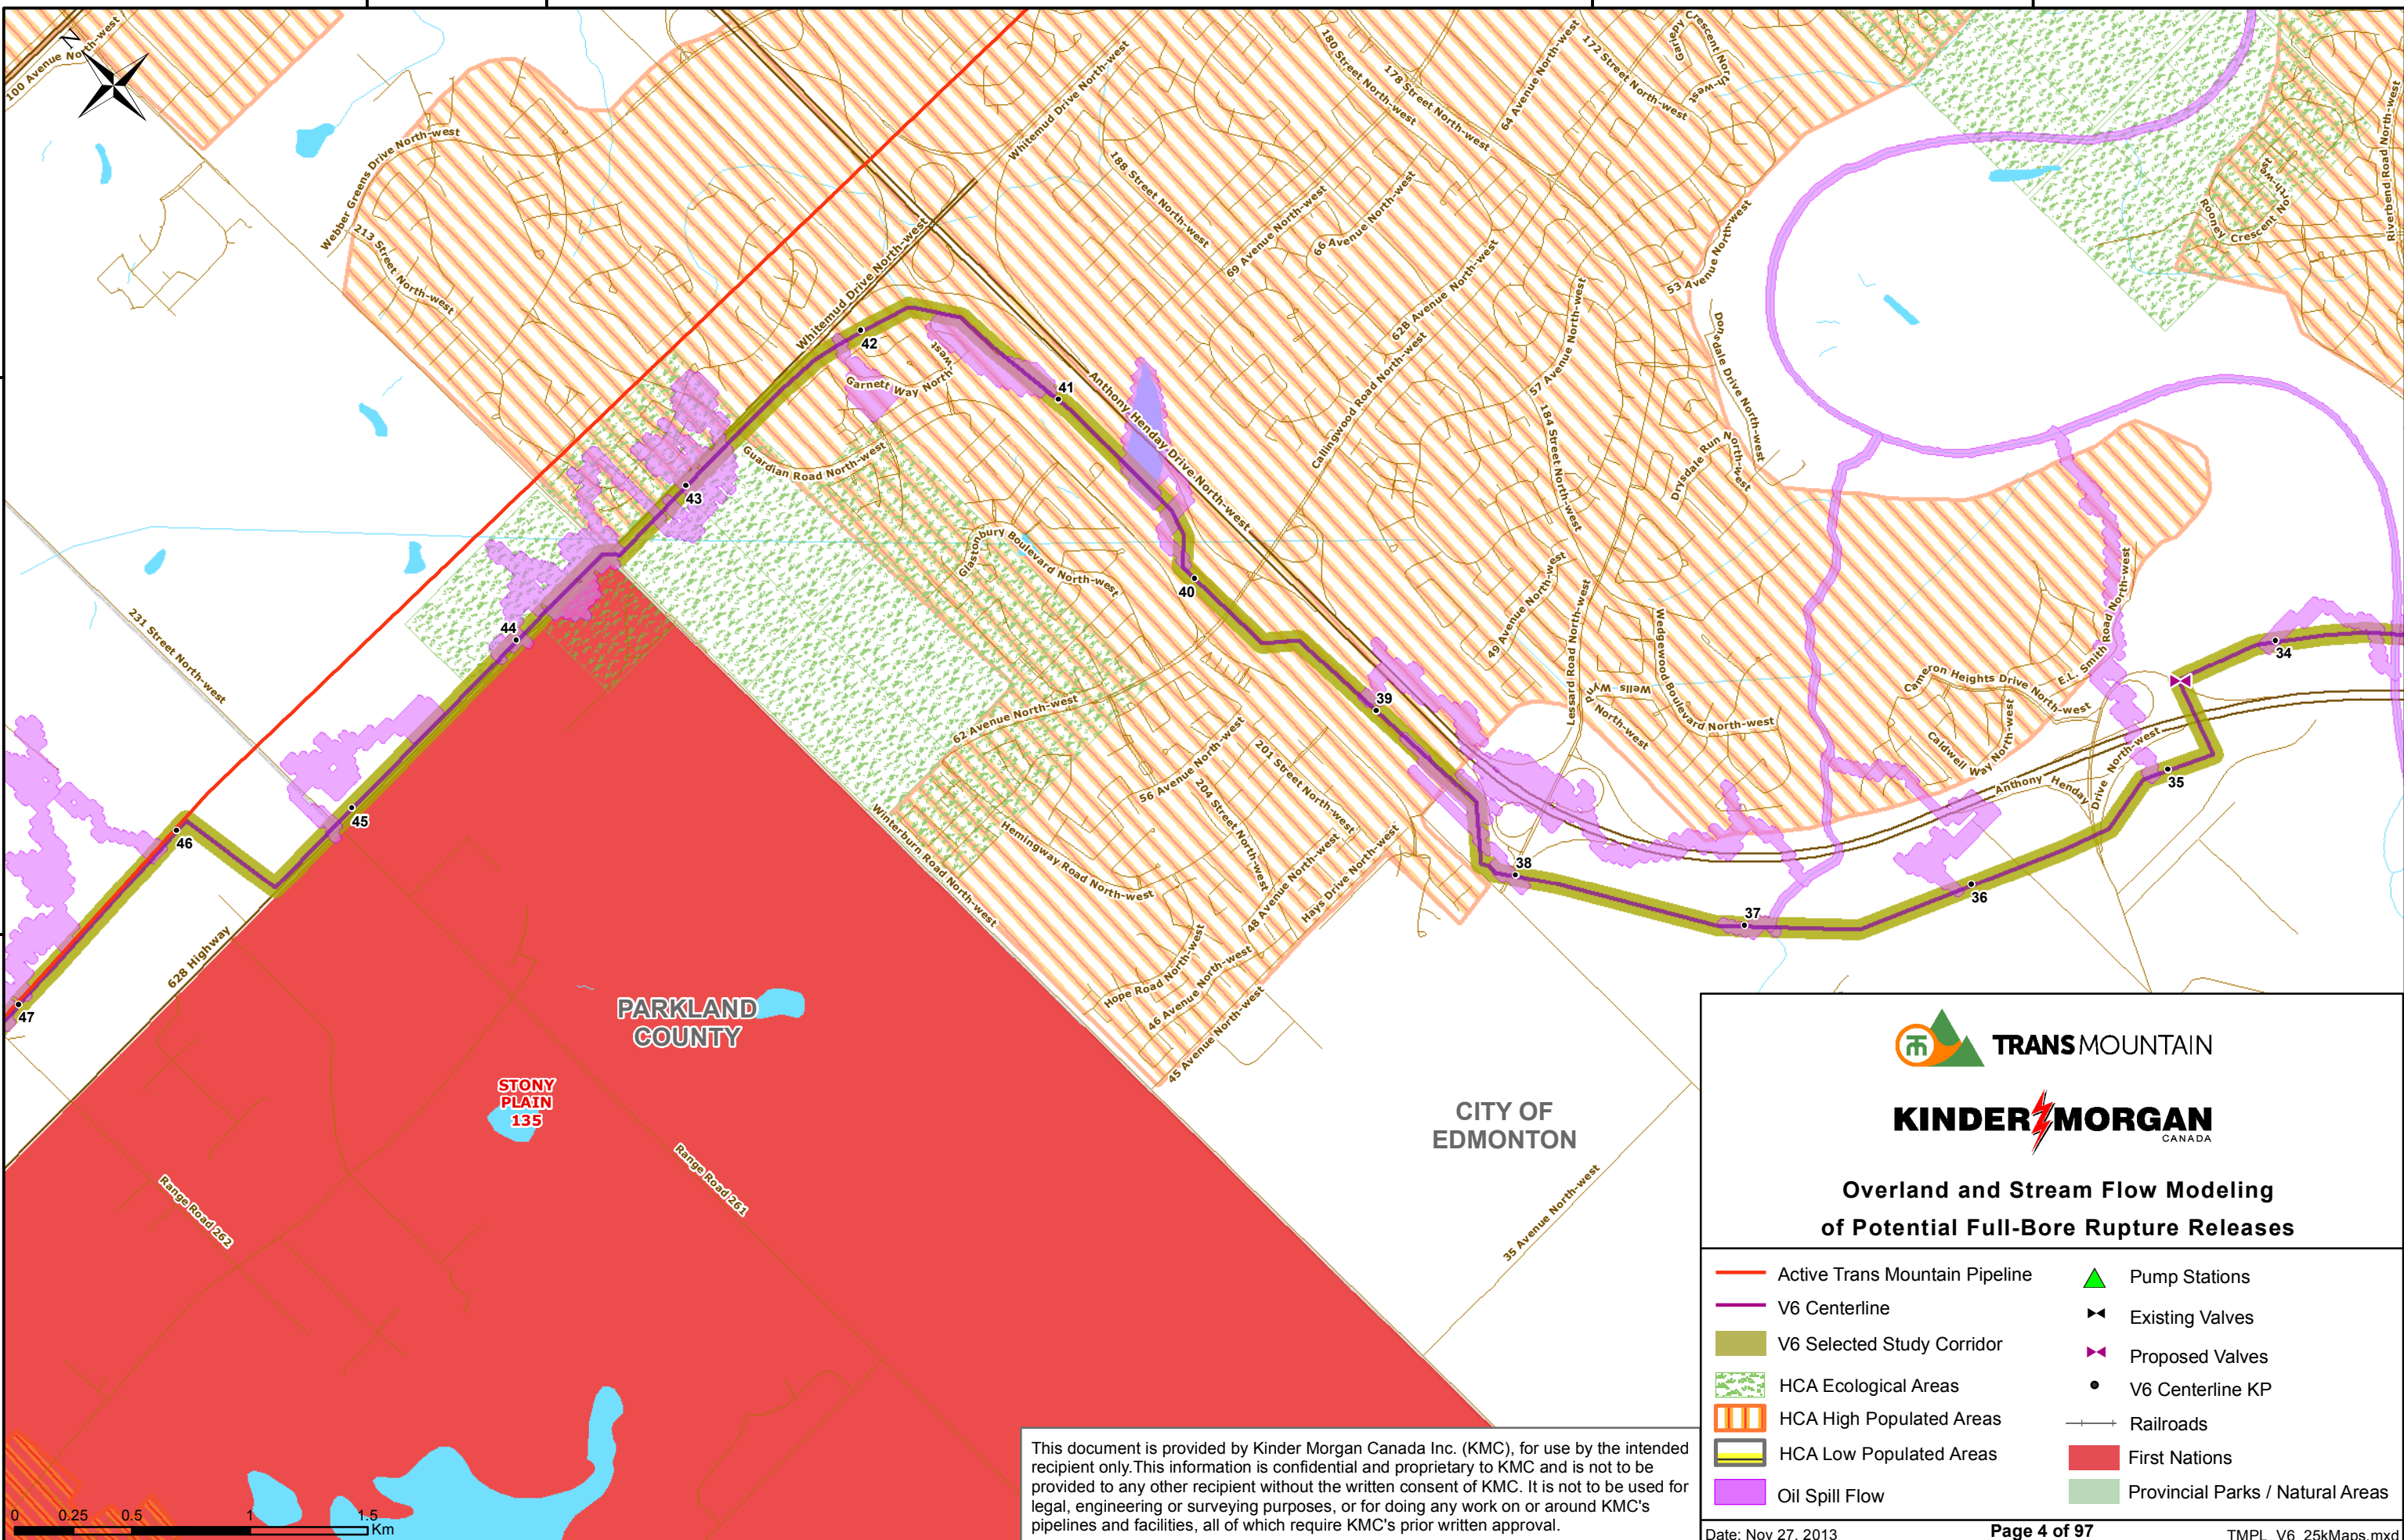 N
100 Avenue North-west
Webber Greens Drive North-west
213 Street North-west
Whitemud Drive North-west
Whitemud Drive North-west
180 Street North-west
178 Street North-west
64 Avenue North-west
172 Street North-west
Gariepy
Crescent North-west
188 Street North-west
69 Avenue North-west
66 Avenue North-west
62B Avenue North-west
53 Avenue North-west
Rooney
Crescent North-west
Riverbend Road North-west
42
Garnett Way North-west
41
Anthony Henday Drive North-west
Callingwood Road North-west
57 Avenue North-west
Donsdale Drive North-west
184 Street North-west
Drysdale Run North-west
43
Guardian Road North-west
Glastonbury Boulevard North-west
40
49 Avenue North-west
Lessard Road North-west
Wells Wynd North-west
Wedgewood Boulevard North-west
Cameron Heights Drive North-west
E.L. Smith Road North-west
34
44
231 Street North-west
39
62 Avenue North-west
56 Avenue North-west
201 Street North-west
204 Street North-west
Caldwell Way North-west
Anthony Henday Drive North-west
35
45
46
Winterburn Road North-west
Hemingway Road North-west
48 Avenue North-west
Hays Drive North-west
38
36
37
628 Highway
47
Hope Road North-west
46 Avenue North-west
45 Avenue North-west
PARKLAND
COUNTY
STONY
PLAIN
135
CITY OF
EDMONTON
Range Road 261
Range Road 262
35 Avenue North-west
0 0.25 0.5 1 1.5
Km
This document is provided by Kinder Morgan Canada Inc. (KMC), for use by the intended
recipient only.This information is confidential and proprietary to KMC and is not to be
provided to any other recipient without the written consent of KMC. It is not to be used for
legal, engineering or surveying purposes, or for doing any work on or around KMC's
pipelines and facilities, all of which require KMC's prior written approval.
TRANSMOUNTAIN
KINDER MORGAN
CANADA
Overland and Stream Flow Modeling
of Potential Full-Bore Rupture Releases
Active Trans Mountain Pipeline
V6 Centerline
V6 Selected Study Corridor
HCA Ecological Areas
HCA High Populated Areas
HCA Low Populated Areas
Oil Spill Flow
Pump Stations
Existing Valves
Proposed Valves
V6 Centerline KP
Railroads
First Nations
Provincial Parks / Natural Areas
Date: Nov 27, 2013
Page 4 of 97
TMPL_V6_25kMaps.mxd